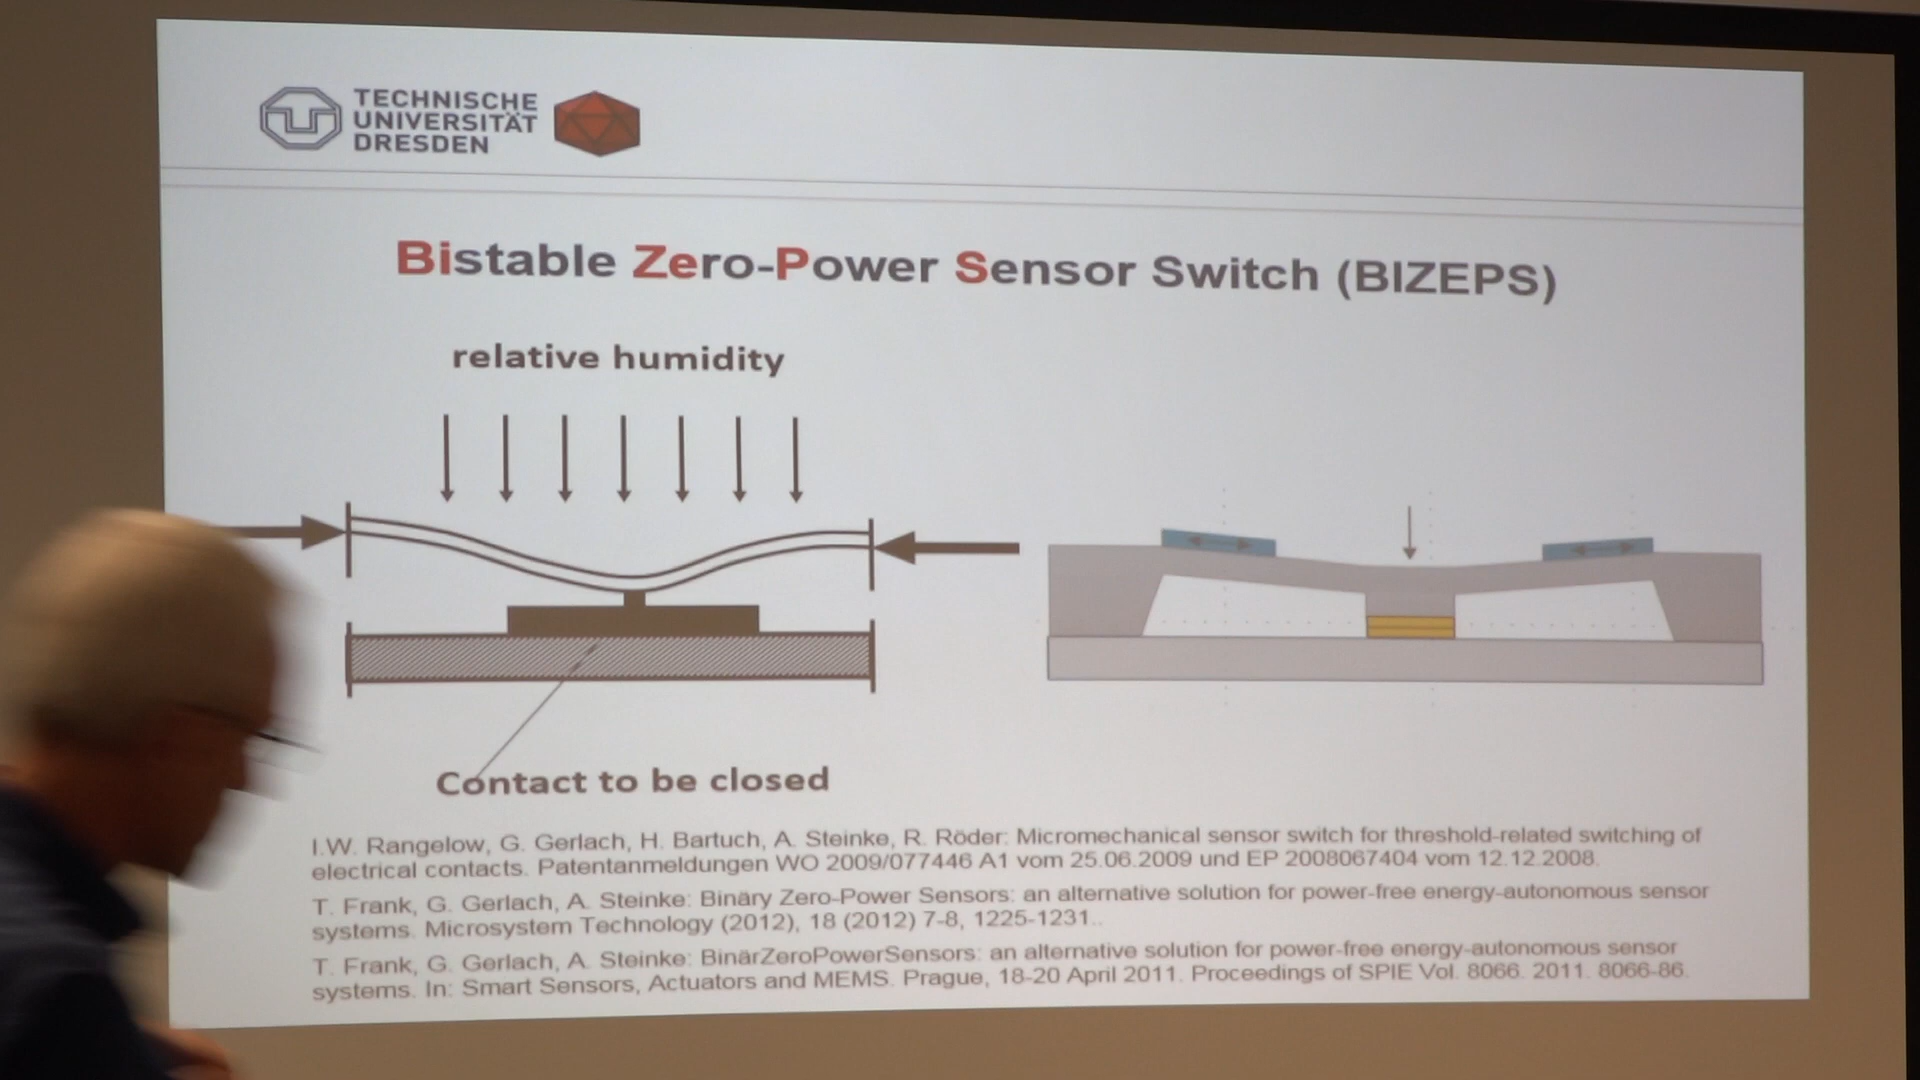 TECHNISCHE
UNIVERSITÄT
DRESDEN
Bistable Zero-Power Sensor Switch (BIZEPS)
relative humidity
Contact to be closed
I.W. Rangelow, G. Gerlach, H. Bartuch, A. Steinke, R. Röder: Micromechanical sensor switch for threshold-related switching of
electrical contacts. Patentanmeldungen WO 2009/077446 A1 vom 25.06.2009 und EP 2008067404 vom 12.12.2008.
T. Frank, G. Gerlach, A. Steinke: Binäry Zero-Power Sensors: an alternative solution for power-free energy-autonomous sensor
systems. Microsystem Technology (2012), 18 (2012) 7-8, 1225-1231..
T. Frank, G. Gerlach, A. Steinke: BinärZeroPowerSensors: an alternative solution for power-free energy-autonomous sensor
systems. In: Smart Sensors, Actuators and MEMS. Prague, 18-20 April 2011. Proceedings of SPIE Vol. 8066. 2011. 8066-86.